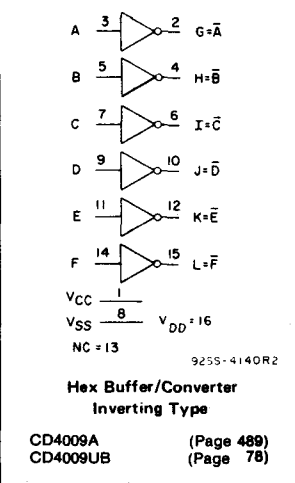 A 3 2 G=A̅
B 5 4 H=B̅
C 7 6 I=C̅
D 9 10 J=D̅
E 11 12 K=E̅
F 14 15 L=F̅
VCC 1
VSS 8 VDD=16
NC=13
92SS-4140R2
Hex Buffer/Converter
Inverting Type
CD4009A (Page 489)
CD4009UB (Page 78)